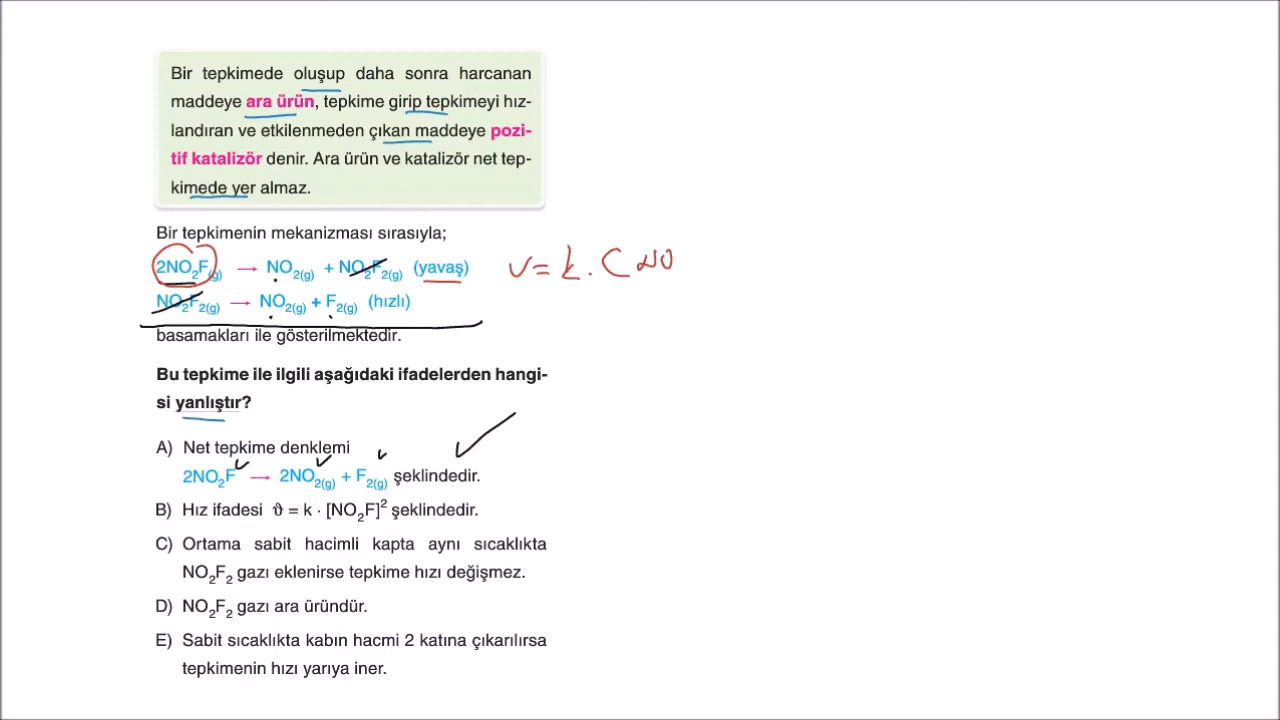 Bir tepkimede oluşup daha sonra harcanan
maddeye ara ürün, tepkime girip tepkimeyi hız-
landıran ve etkilenmeden çıkan maddeye pozi-
tif katalizör denir. Ara ürün ve katalizör net tep-
kimede yer almaz.
Bir tepkimenin mekanizması sırasıyla;
2NO₂F(g) → NO₂(g) + NO₂F₂(g) (yavaş) v = k . C NO
NO₂F₂(g) → NO₂(g) + F₂(g) (hızlı)
basamakları ile gösterilmektedir.
Bu tepkime ile ilgili aşağıdaki ifadelerden hangi-
si yanlıştır?
A) Net tepkime denklemi
2NO₂F → 2NO₂(g) + F₂(g) şeklindedir.
B) Hız ifadesi ϑ = k · [NO₂F]² şeklindedir.
C) Ortama sabit hacimli kapta aynı sıcaklıkta
NO₂F₂ gazı eklenirse tepkime hızı değişmez.
D) NO₂F₂ gazı ara üründür.
E) Sabit sıcaklıkta kabın hacmi 2 katına çıkarılırsa
tepkimenin hızı yarıya iner.